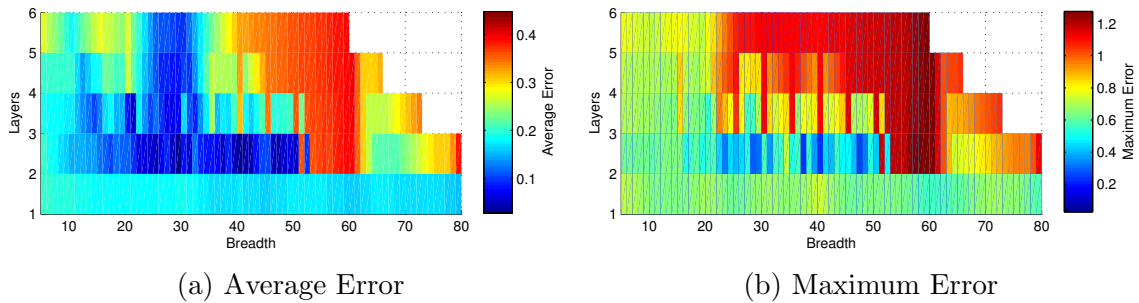 6
5
4
3
2
1
Layers
10 20 30 40 50 60 70 80
Breadth
0.4
0.3
0.2
0.1
Average Error
(a) Average Error
6
5
4
3
2
1
Layers
10 20 30 40 50 60 70 80
Breadth
1.2
1
0.8
0.6
0.4
0.2
Maximum Error
(b) Maximum Error